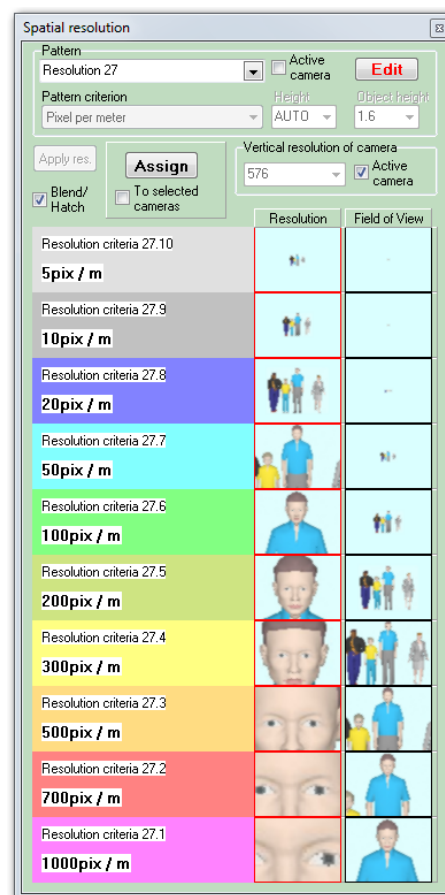 Spatial resolution
Pattern
Resolution 27
Active
camera
Edit
Pattern criterion
Height
Object height
Pixel per meter
AUTO
1.6
Apply res.
Assign
Vertical resolution of camera
576
Active
camera
Blend/
Hatch
To selected
cameras
Resolution
Field of View
Resolution criteria 27.10
5pix / m
Resolution criteria 27.9
10pix / m
Resolution criteria 27.8
20pix / m
Resolution criteria 27.7
50pix / m
Resolution criteria 27.6
100pix / m
Resolution criteria 27.5
200pix / m
Resolution criteria 27.4
300pix / m
Resolution criteria 27.3
500pix / m
Resolution criteria 27.2
700pix / m
Resolution criteria 27.1
1000pix / m